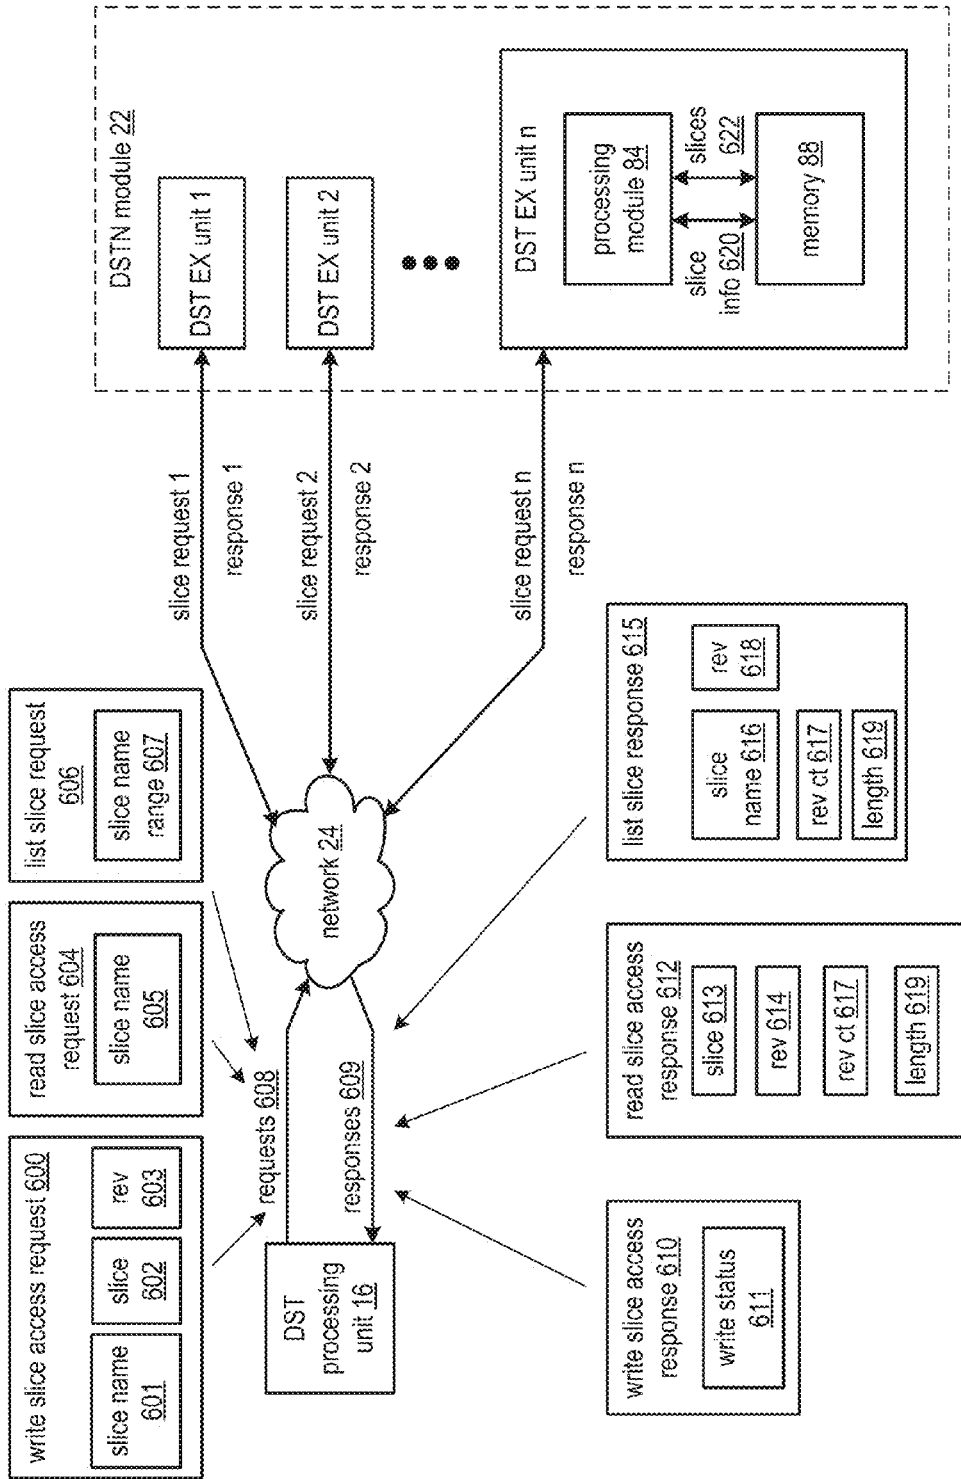 write slice access request 600
slice name
601
slice
602
rev
603
read slice access
request 604
slice name
605
list slice request
606
slice name
range 607
requests 608
responses 609
DST
processing
unit 16
network 24
slice request 1
response 1
slice request 2
response 2
slice request n
response n
DSTN module 22
DST EX unit 1
DST EX unit 2
DST EX unit n
processing
module 84
slice
info 620
slices
622
memory 88
write slice access
response 610
write status
611
read slice access
response 612
slice 613
rev 614
rev ct 617
length 619
list slice response 615
slice
name 616
rev
618
rev ct 617
length 619